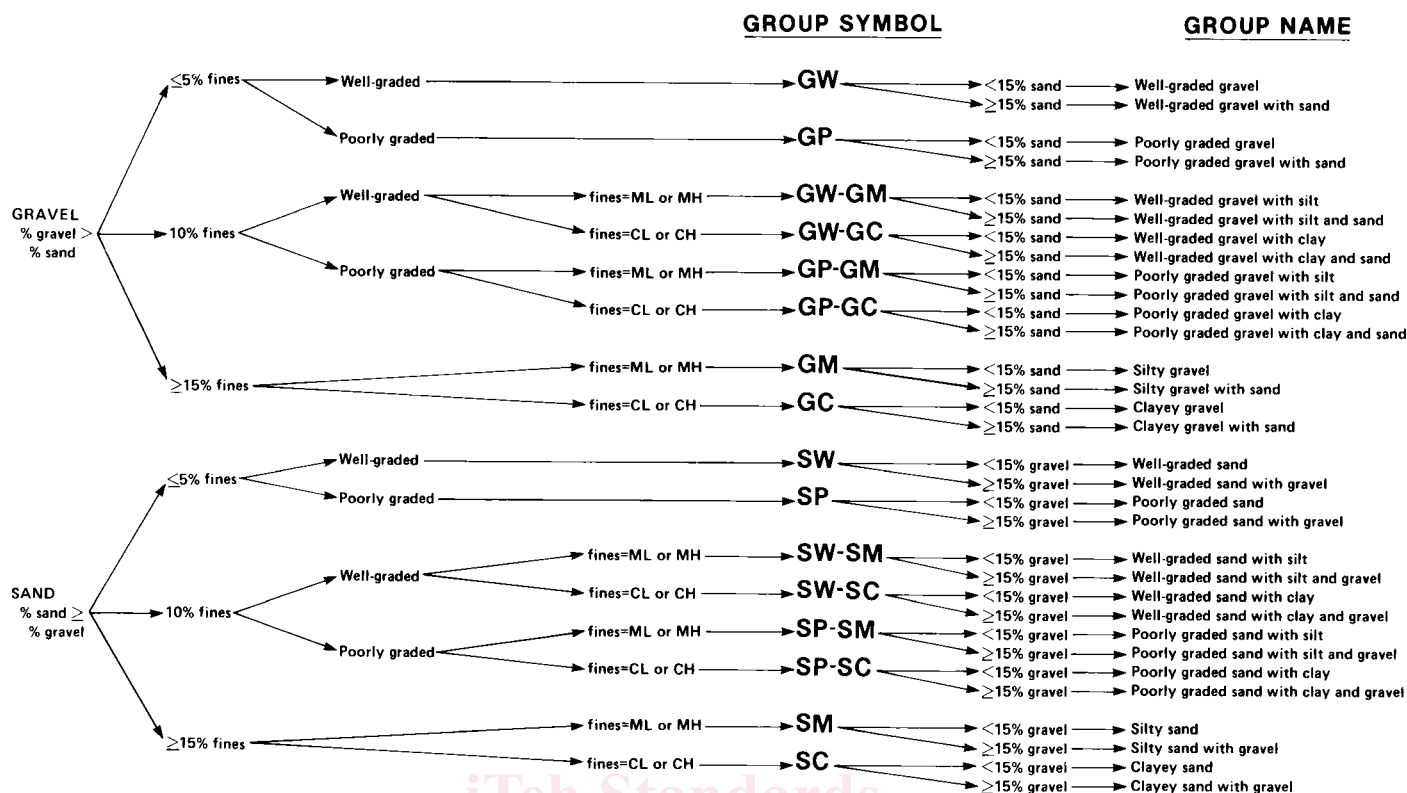 GROUP SYMBOL GROUP NAME
≤5% fines Well-graded GW <15% sand Well-graded gravel
≥15% sand Well-graded gravel with sand
Poorly graded GP <15% sand Poorly graded gravel
≥15% sand Poorly graded gravel with sand
GRAVEL
% gravel >
% sand
10% fines Well-graded fines=ML or MH GW-GM <15% sand Well-graded gravel with silt
≥15% sand Well-graded gravel with silt and sand
fines=CL or CH GW-GC <15% sand Well-graded gravel with clay
≥15% sand Well-graded gravel with clay and sand
Poorly graded fines=ML or MH GP-GM <15% sand Poorly graded gravel with silt
≥15% sand Poorly graded gravel with silt and sand
fines=CL or CH GP-GC <15% sand Poorly graded gravel with clay
≥15% sand Poorly graded gravel with clay and sand
≥15% fines fines=ML or MH GM <15% sand Silty gravel
≥15% sand Silty gravel with sand
fines=CL or CH GC <15% sand Clayey gravel
≥15% sand Clayey gravel with sand
≤5% fines Well-graded SW <15% gravel Well-graded sand
≥15% gravel Well-graded sand with gravel
Poorly graded SP <15% gravel Poorly graded sand
≥15% gravel Poorly graded sand with gravel
SAND
% sand ≥
% gravel
10% fines Well-graded fines=ML or MH SW-SM <15% gravel Well-graded sand with silt
≥15% gravel Well-graded sand with silt and gravel
fines=CL or CH SW-SC <15% gravel Well-graded sand with clay
≥15% gravel Well-graded sand with clay and gravel
Poorly graded fines=ML or MH SP-SM <15% gravel Poorly graded sand with silt
≥15% gravel Poorly graded sand with silt and gravel
fines=CL or CH SP-SC <15% gravel Poorly graded sand with clay
≥15% gravel Poorly graded sand with clay and gravel
≥15% fines fines=ML or MH SM <15% gravel Silty sand
≥15% gravel Silty sand with gravel
fines=CL or CH SC <15% gravel Clayey sand
≥15% gravel Clayey sand with gravel
iTeh Standards